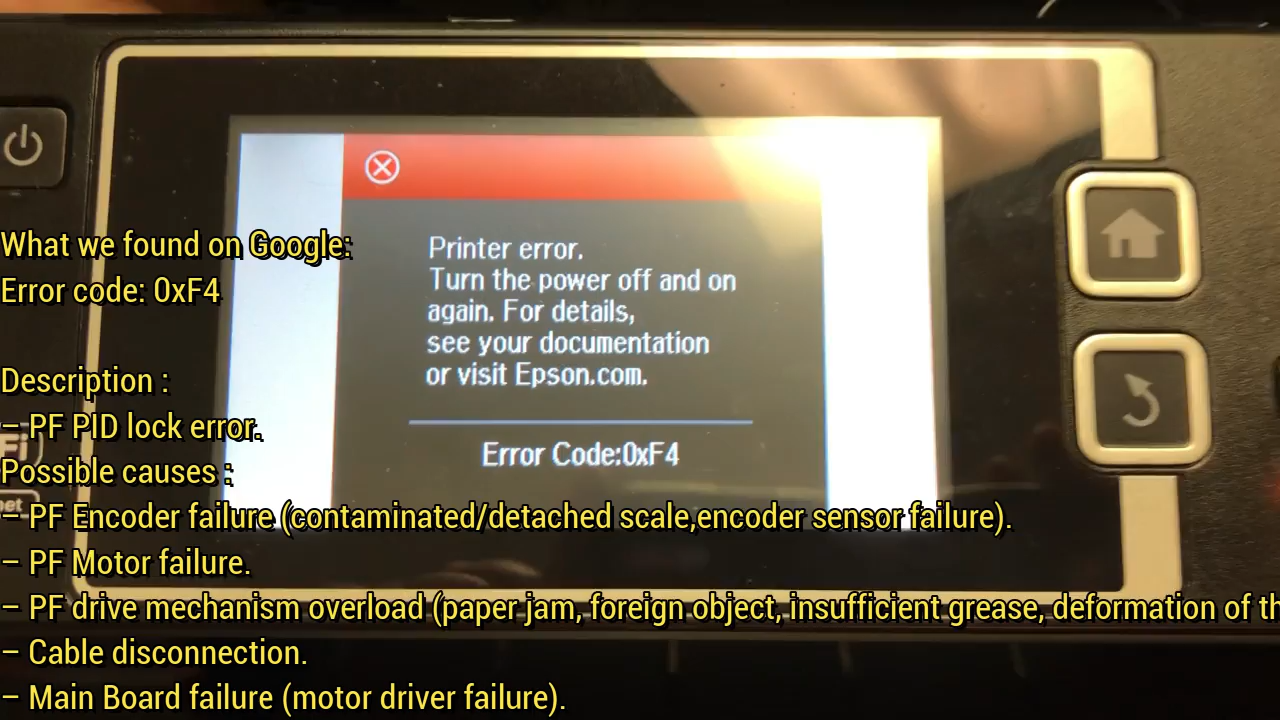 Printer error.
Turn the power off and on
again. For details,
see your documentation
or visit Epson.com.
Error Code:0xF4
What we found on Google:
Error code: 0xF4
Description :
– PF PID lock error.
Possible causes :
– PF Encoder failure (contaminated/detached scale,encoder sensor failure).
– PF Motor failure.
– PF drive mechanism overload (paper jam, foreign object, insufficient grease, deformation of
– Cable disconnection.
– Main Board failure (motor driver failure).